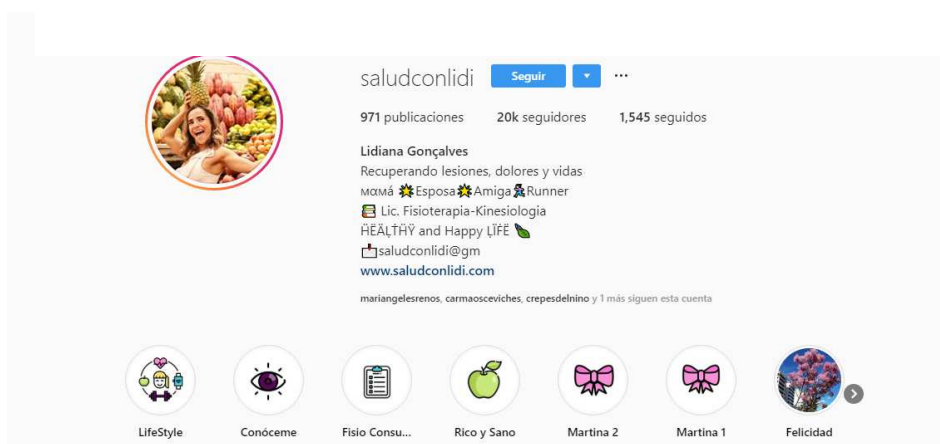 saludconlidi Seguir ...
971 publicaciones 20k seguidores 1,545 seguidos
Lidiana Gonçalves
Recuperando lesiones, dolores y vidas
мαмá 🌟Esposa🌟Amiga🏃Runner
📚 Lic. Fisioterapia-Kinesiologia
ḦЁÄĻṪḦŸ and Happy ĻÏḞЁ 🍃
📩saludconlidi@gm
www.saludconlidi.com
mariangelesrenos, carmaosceviches, crepesdelnino y 1 más siguen esta cuenta
LifeStyle Conóceme Fisio Consu... Rico y Sano Martina 2 Martina 1 Felicidad